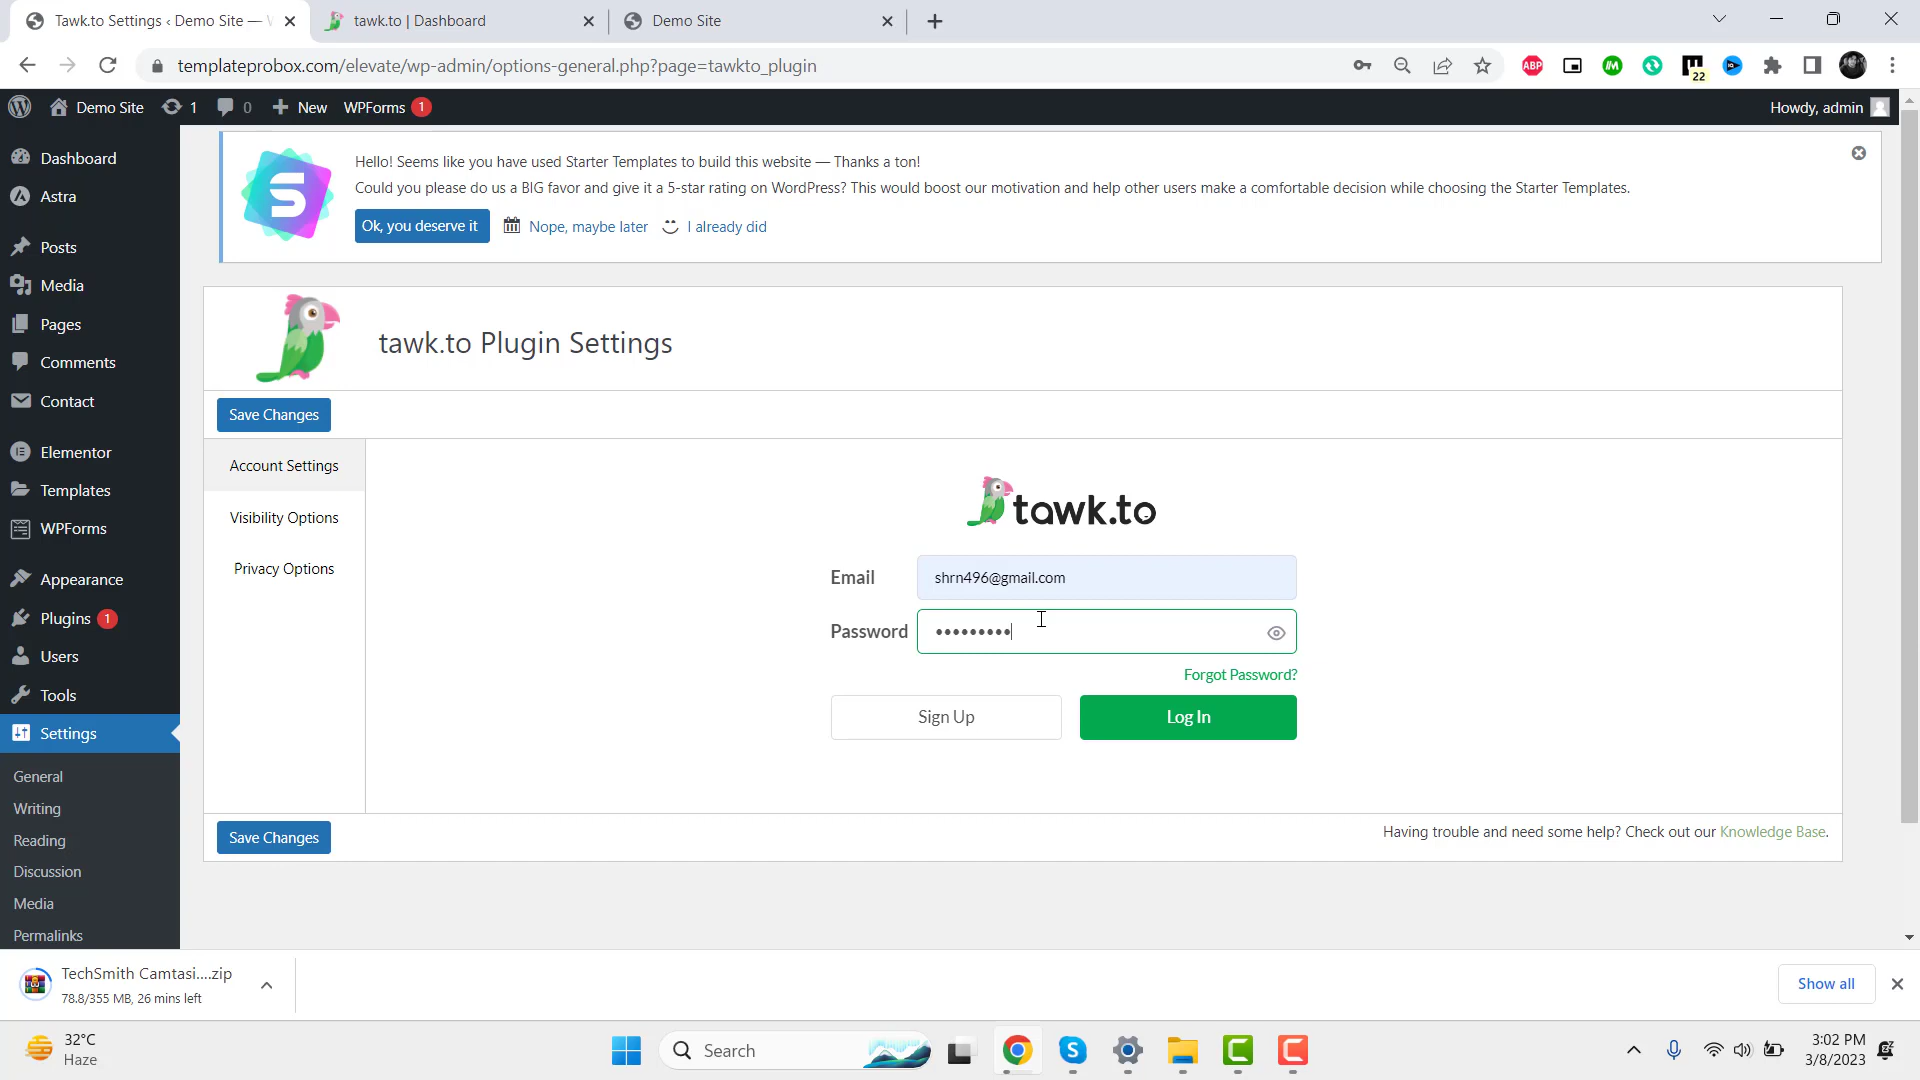 Tawk.to Settings ‹ Demo Site — W
tawk.to | Dashboard
Demo Site
templateprobox.com/elevate/wp-admin/options-general.php?page=tawkto_plugin
ABP
22
Demo Site
1
0
New
WPForms 1
Howdy, admin
Dashboard
Astra
Posts
Media
Pages
Comments
Contact
Elementor
Templates
WPForms
Appearance
Plugins 1
Users
Tools
Settings
General
Writing
Reading
Discussion
Media
Permalinks
Hello! Seems like you have used Starter Templates to build this website — Thanks a ton!
Could you please do us a BIG favor and give it a 5-star rating on WordPress? This would boost our motivation and help other users make a comfortable decision while choosing the Starter Templates.
Ok, you deserve it
Nope, maybe later
I already did
tawk.to Plugin Settings
Save Changes
Account Settings
Visibility Options
Privacy Options
tawk.to
Email
shrn496@gmail.com
Password
•••••••••
Forgot Password?
Sign Up
Log In
Save Changes
Having trouble and need some help? Check out our Knowledge Base.
TechSmith Camtasi....zip
78.8/355 MB, 26 mins left
Show all
32°C
Haze
Search
3:02 PM
3/8/2023